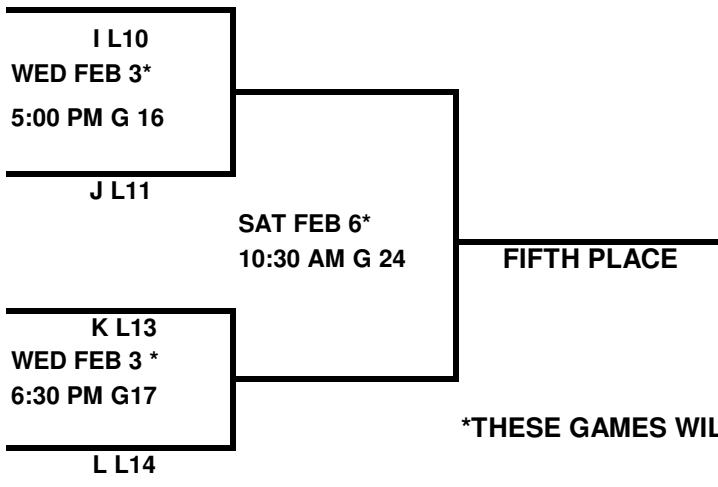 I L10
WED FEB 3*
5:00 PM G 16
J L11
SAT FEB 6*
10:30 AM G 24
FIFTH PLACE
K L13
WED FEB 3 *
6:30 PM G17
L L14
*THESE GAMES WIL